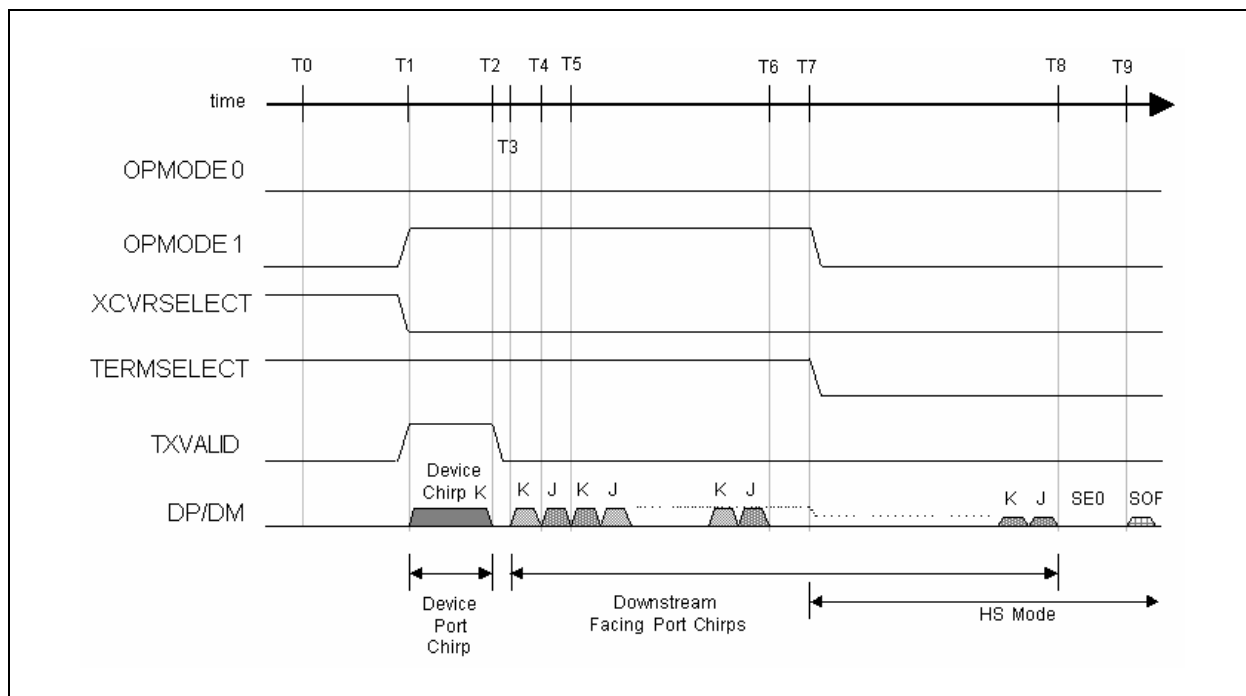 T0 T1 T2 T4 T5 T6 T7 T8 T9
time
T3
OPMODE 0
OPMODE 1
XCVRSELECT
TERMSELECT
TXVALID
Device
Chirp K
DP/DM
K J K J K J K J SE0 SOF
Device
Port
Chirp
Downstream
Facing Port Chirps
HS Mode